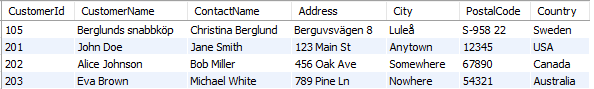 CustomerId CustomerName ContactName Address City PostalCode Country
105 Berglunds snabbköp Christina Berglund Berguvsvägen 8 Luleå S-958 22 Sweden
201 John Doe Jane Smith 123 Main St Anytown 12345 USA
202 Alice Johnson Bob Miller 456 Oak Ave Somewhere 67890 Canada
203 Eva Brown Michael White 789 Pine Ln Nowhere 54321 Australia